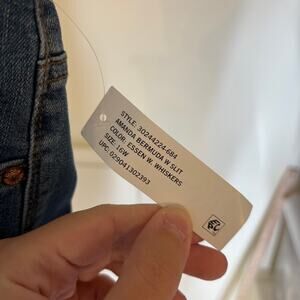 STYLE: 30244224-684
AMANDA BERMUDA W SLIT
COLOR: ESSEN W. WHISKERS
SIZE: 16W
UPC: 029041302393